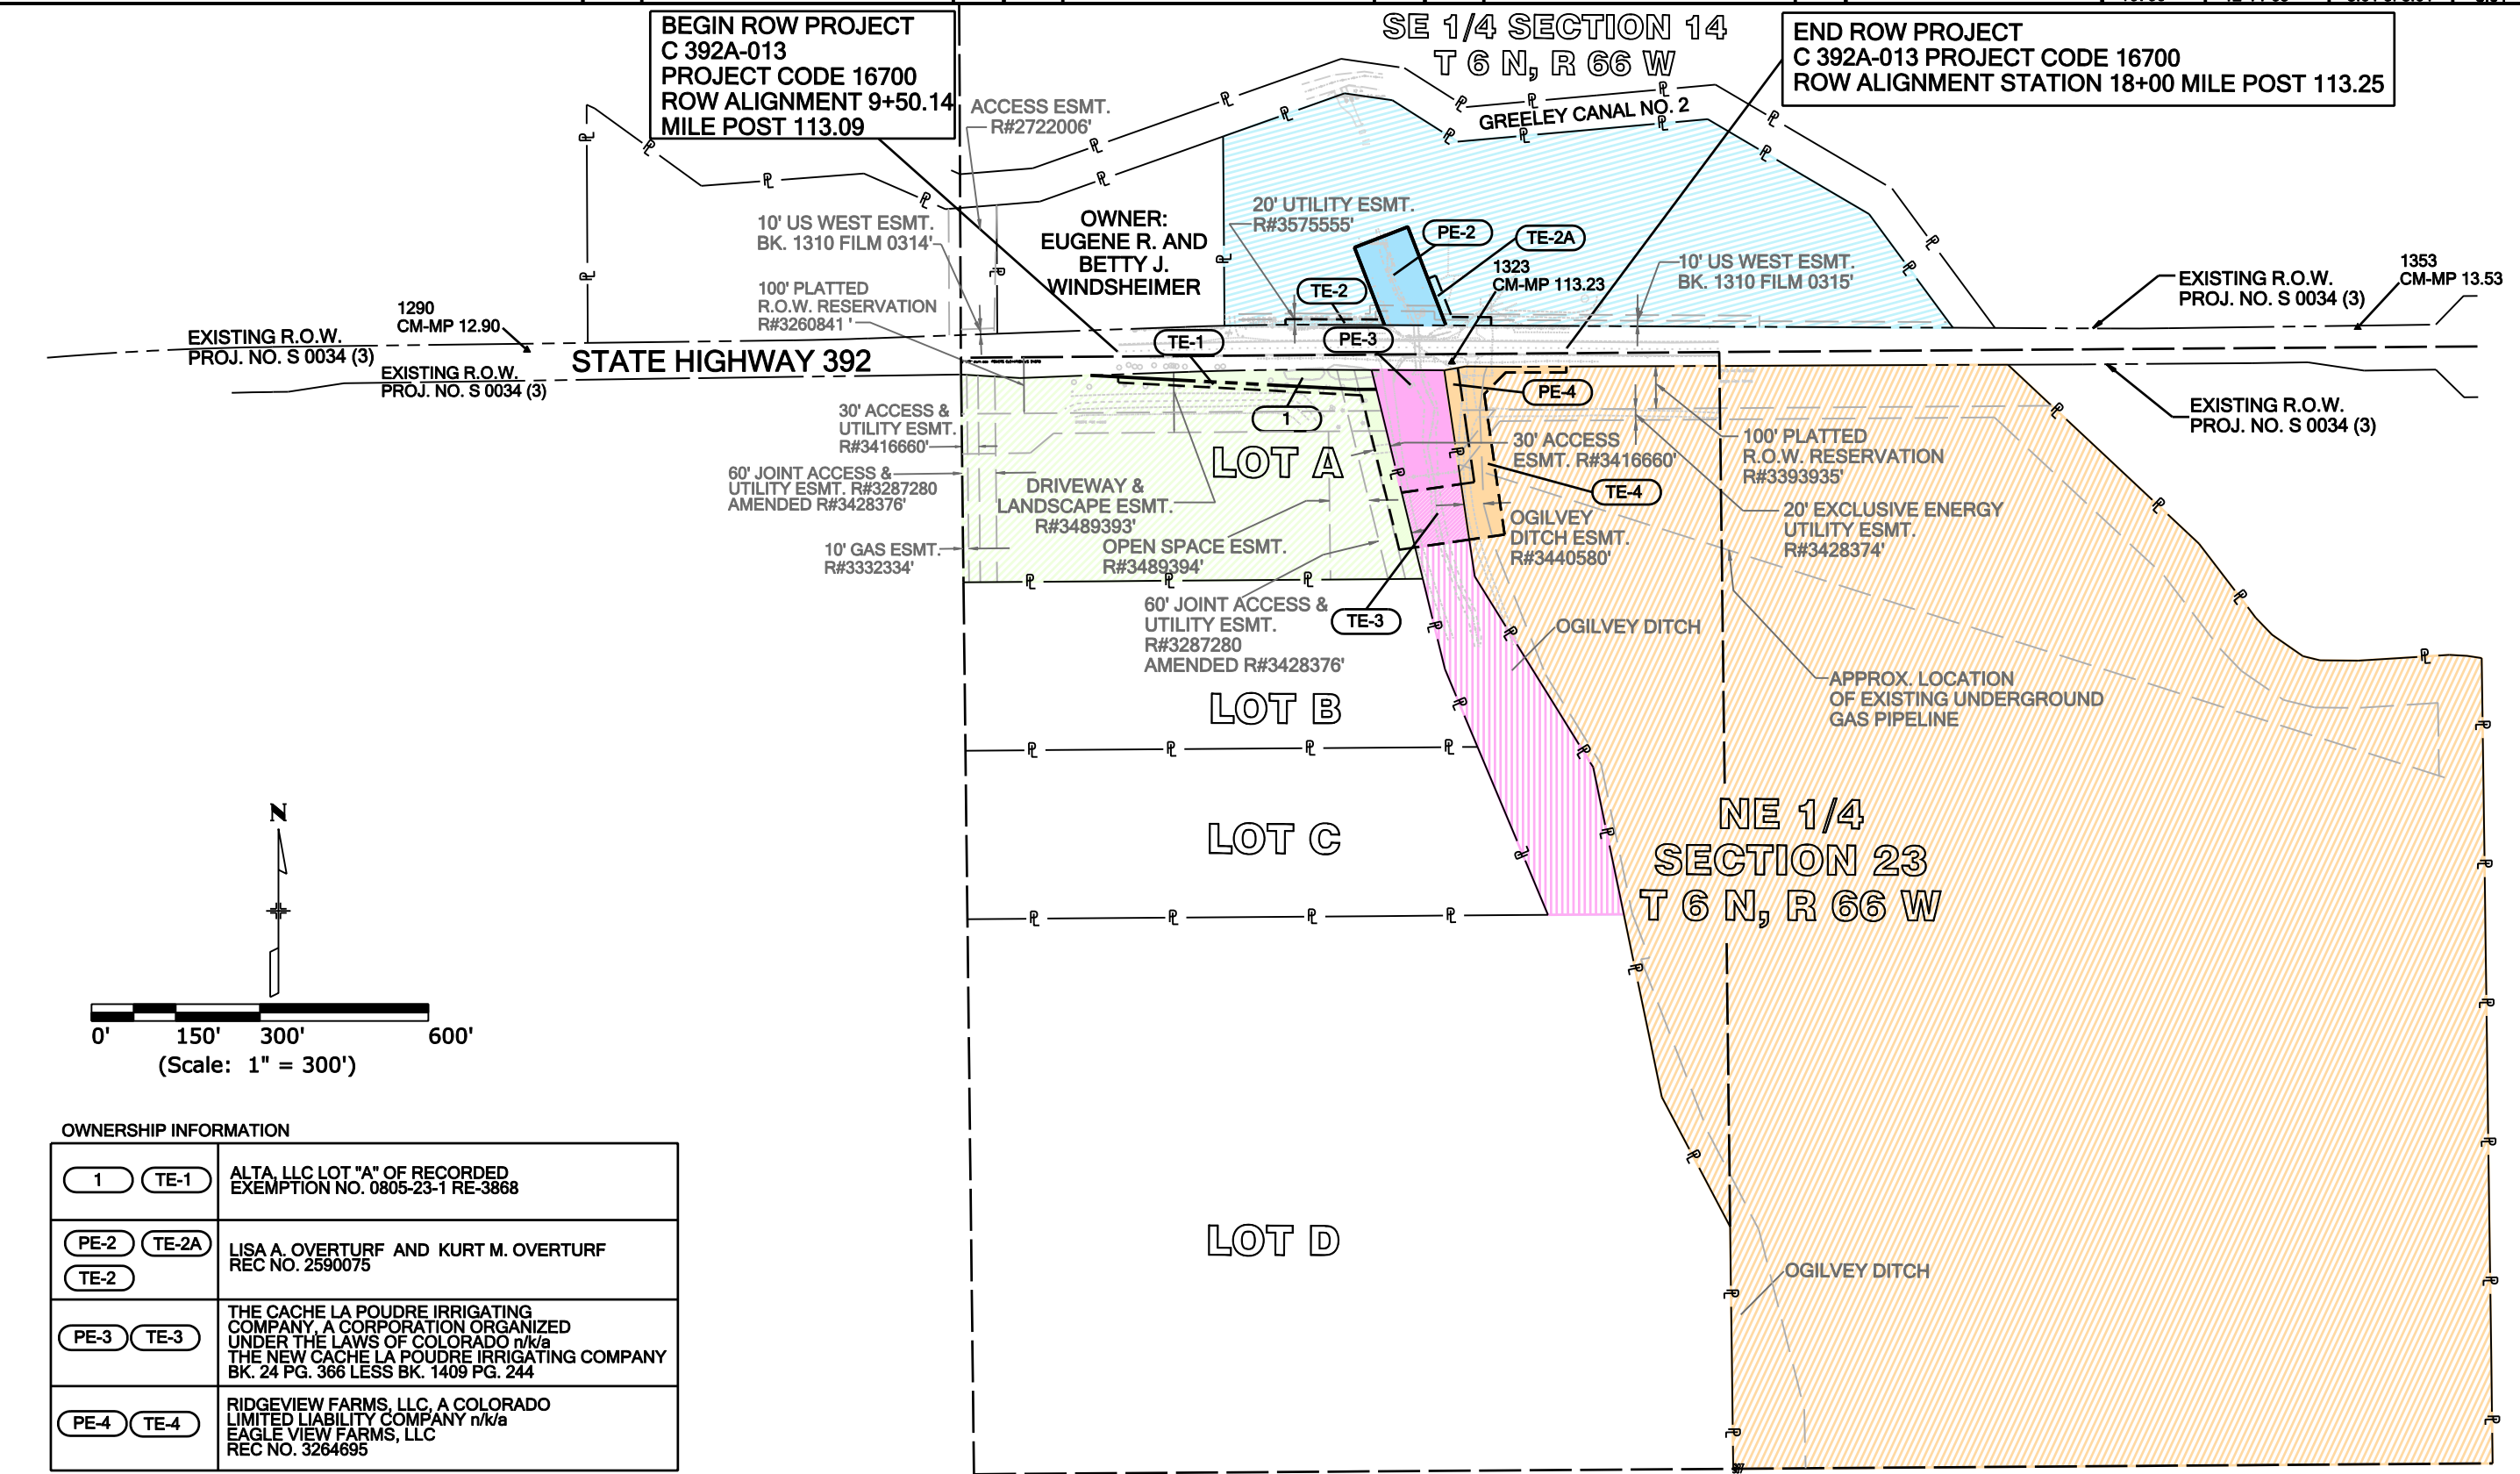 BEGIN ROW PROJECT
C 392A-013
PROJECT CODE 16700
ROW ALIGNMENT 9+50.14
MILE POST 113.09
SE 1/4 SECTION 14
T 6 N, R 66 W
END ROW PROJECT
C 392A-013 PROJECT CODE 16700
ROW ALIGNMENT STATION 18+00 MILE POST 113.25
ACCESS ESMT.
R#2722006'
GREELEY CANAL NO. 2
10' US WEST ESMT.
BK. 1310 FILM 0314'
OWNER:
EUGENE R. AND
BETTY J.
WINDSHEIMER
20' UTILITY ESMT.
R#3575555'
PE-2
TE-2A
TE-2
1323
CM-MP 113.23
10' US WEST ESMT.
BK. 1310 FILM 0315'
EXISTING R.O.W.
PROJ. NO. S 0034 (3)
1353
CM-MP 13.53
100' PLATTED
R.O.W. RESERVATION
R#3260841 '
1290
CM-MP 12.90
EXISTING R.O.W.
PROJ. NO. S 0034 (3)
EXISTING R.O.W.
PROJ. NO. S 0034 (3)
STATE HIGHWAY 392
TE-1
PE-3
PE-4
1
EXISTING R.O.W.
PROJ. NO. S 0034 (3)
30' ACCESS &
UTILITY ESMT.
R#3416660'
LOT A
30' ACCESS
ESMT. R#3416660'
100' PLATTED
R.O.W. RESERVATION
R#3393935'
60' JOINT ACCESS &
UTILITY ESMT. R#3287280
AMENDED R#3428376'
DRIVEWAY &
LANDSCAPE ESMT.
R#3489393'
TE-4
20' EXCLUSIVE ENERGY
UTILITY ESMT.
R#3428374'
OGILVEY
DITCH ESMT.
R#3440580'
10' GAS ESMT.
R#3332334'
OPEN SPACE ESMT.
R#3489394'
60' JOINT ACCESS &
UTILITY ESMT.
R#3287280
AMENDED R#3428376'
TE-3
OGILVEY DITCH
APPROX. LOCATION
OF EXISTING UNDERGROUND
GAS PIPELINE
LOT B
LOT C
NE 1/4
SECTION 23
T 6 N, R 66 W
N
0' 150' 300' 600'
(Scale: 1" = 300')
LOT D
OGILVEY DITCH
OWNERSHIP INFORMATION
1 TE-1
ALTA, LLC LOT "A" OF RECORDED
EXEMPTION NO. 0805-23-1 RE-3868
PE-2 TE-2A
TE-2
LISA A. OVERTURF AND KURT M. OVERTURF
REC NO. 2590075
PE-3 TE-3
THE CACHE LA POUDRE IRRIGATING
COMPANY, A CORPORATION ORGANIZED
UNDER THE LAWS OF COLORADO n/k/a
THE NEW CACHE LA POUDRE IRRIGATING COMPANY
BK. 24 PG. 366 LESS BK. 1409 PG. 244
PE-4 TE-4
RIDGEVIEW FARMS, LLC, A COLORADO
LIMITED LIABILITY COMPANY n/k/a
EAGLE VIEW FARMS, LLC
REC NO. 3264695